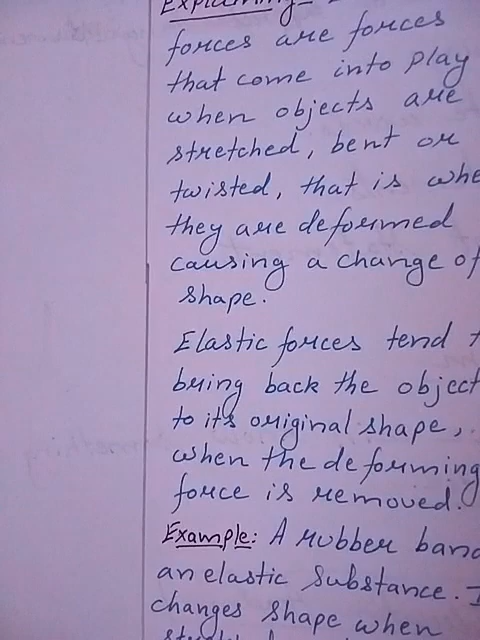 Explaining-
forces are forces
that come into play
when objects are
stretched, bent or
twisted, that is whe
they are deformed
causing a change of
shape.
Elastic forces tend t
bring back the object
to it's original shape,
when the deforming
force is removed.
Example: A rubber band
an elastic substance. I
changes shape when